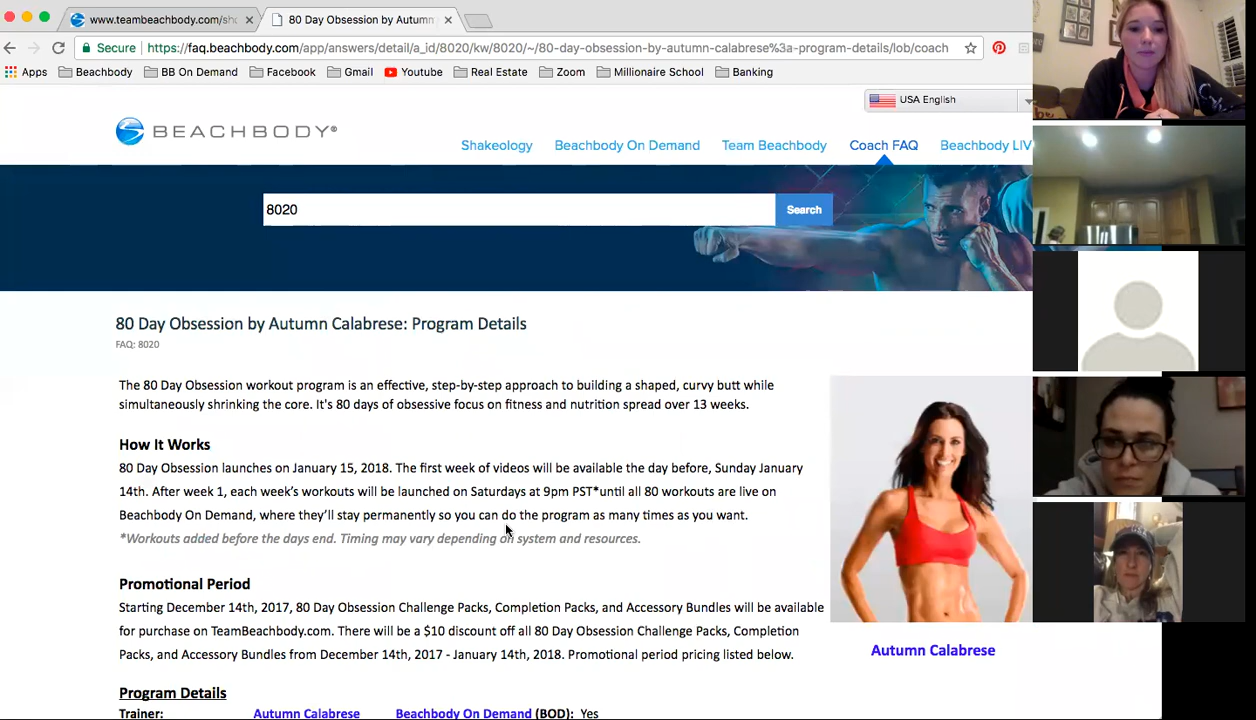 www.teambeachbody.com/sh
80 Day Obsession by Autumn
Secure https://faq.beachbody.com/app/answers/detail/a_id/8020/kw/8020/~/80-day-obsession-by-autumn-calabrese%3a-program-details/lob/coach
Apps Beachbody BB On Demand Facebook Gmail Youtube Real Estate Zoom Millionaire School Banking
USA English
BEACHBODY®
Shakeology Beachbody On Demand Team Beachbody Coach FAQ Beachbody LIV
8020 Search
80 Day Obsession by Autumn Calabrese: Program Details
FAQ: 8020
The 80 Day Obsession workout program is an effective, step-by-step approach to building a shaped, curvy butt while
simultaneously shrinking the core. It's 80 days of obsessive focus on fitness and nutrition spread over 13 weeks.
How It Works
80 Day Obsession launches on January 15, 2018. The first week of videos will be available the day before, Sunday January
14th. After week 1, each week's workouts will be launched on Saturdays at 9pm PST*until all 80 workouts are live on
Beachbody On Demand, where they'll stay permanently so you can do the program as many times as you want.
*Workouts added before the days end. Timing may vary depending on system and resources.
Promotional Period
Starting December 14th, 2017, 80 Day Obsession Challenge Packs, Completion Packs, and Accessory Bundles will be available
for purchase on TeamBeachbody.com. There will be a $10 discount off all 80 Day Obsession Challenge Packs, Completion
Packs, and Accessory Bundles from December 14th, 2017 - January 14th, 2018. Promotional period pricing listed below.
Autumn Calabrese
Program Details
Trainer: Autumn Calabrese Beachbody On Demand (BOD): Yes